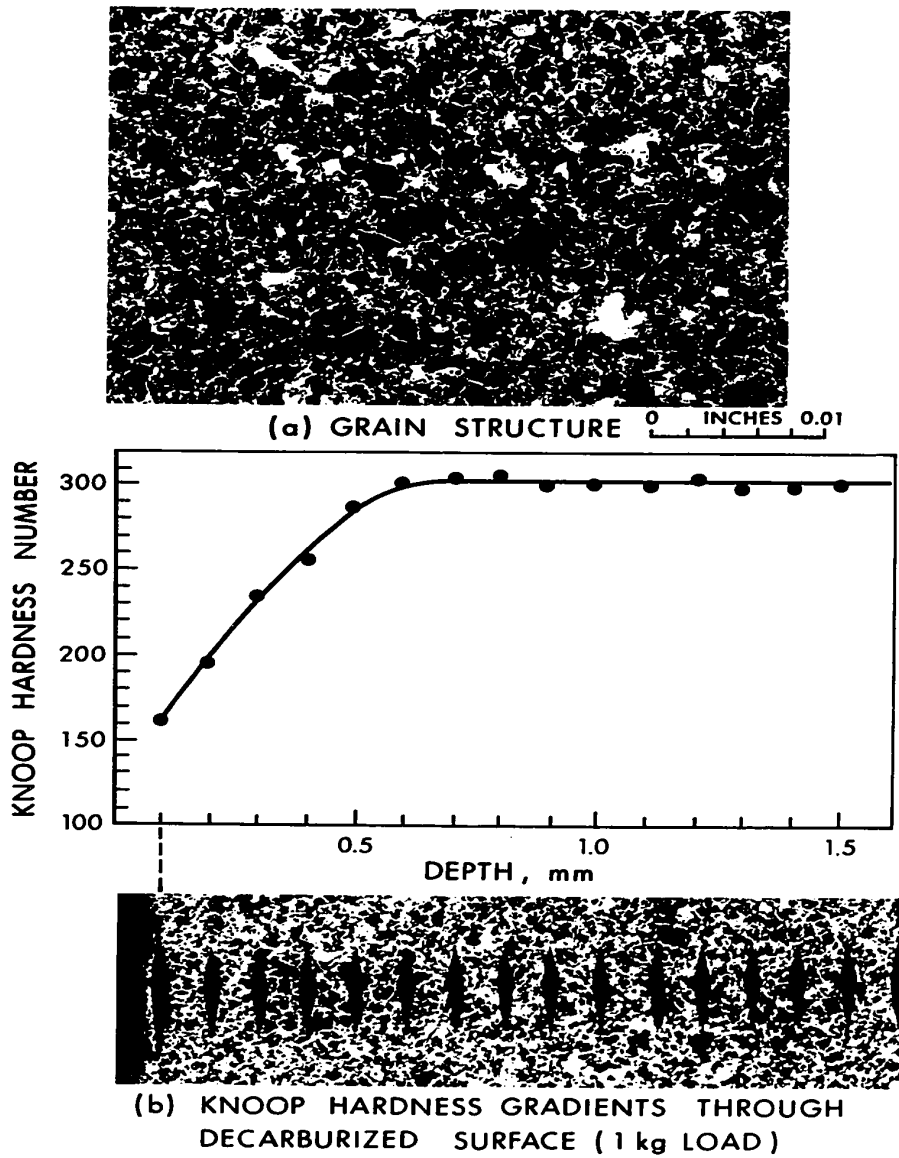 (a) GRAIN STRUCTURE
0 INCHES 0.01
KNOOP HARDNESS NUMBER
300
250
200
150
100
0.5 1.0 1.5
DEPTH, mm
(b) KNOOP HARDNESS GRADIENTS THROUGH
DECARBURIZED SURFACE (1 kg LOAD)